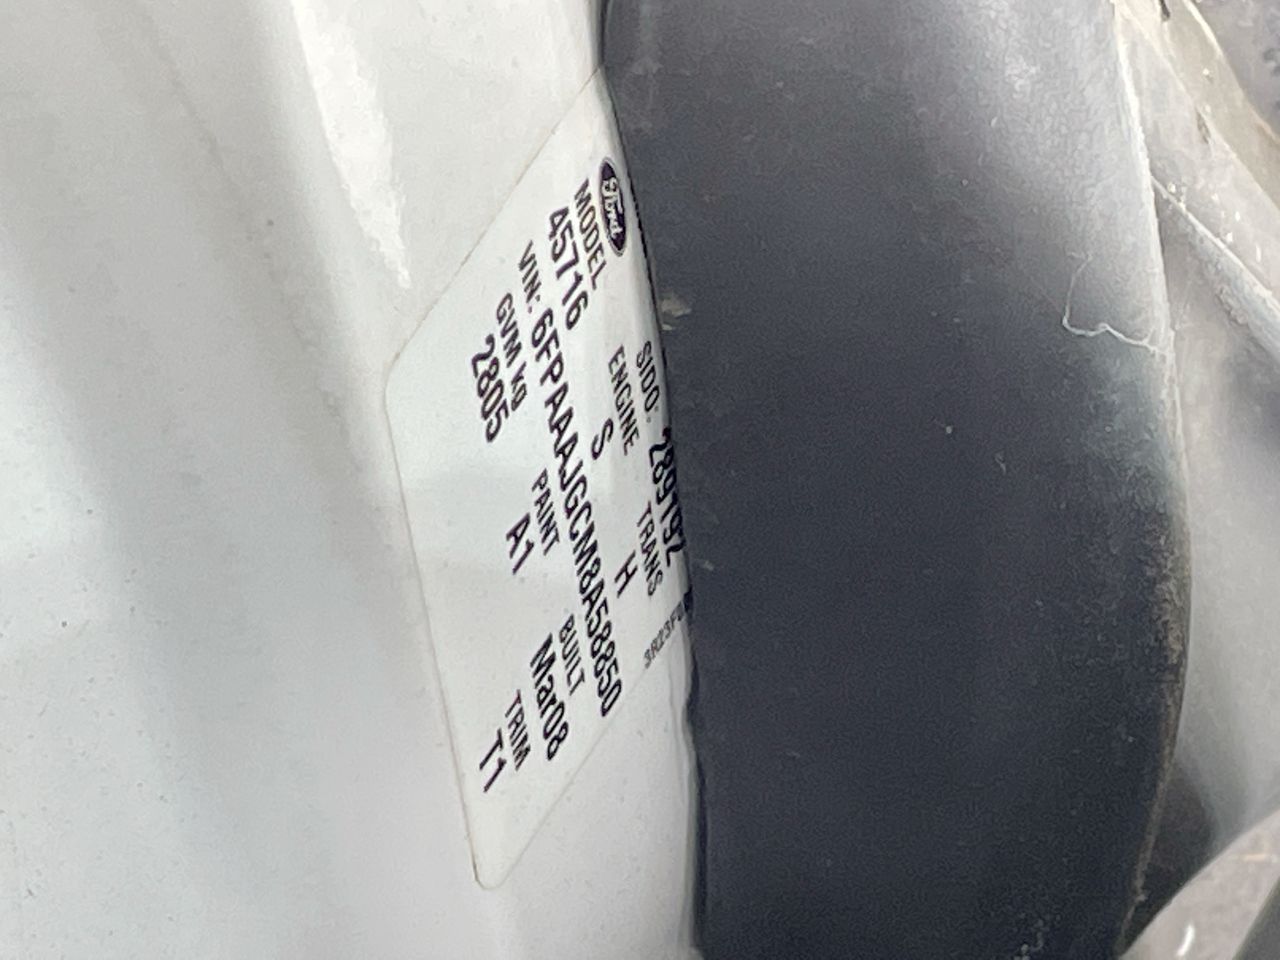 Ford
SIDO: 289192
MODEL ENGINE TRANS
45716 S H
VIN: 6FPAAAJGCM8A58850
GVM kg PAINT BUILT TRIM
2805 A1 Mar08 T1